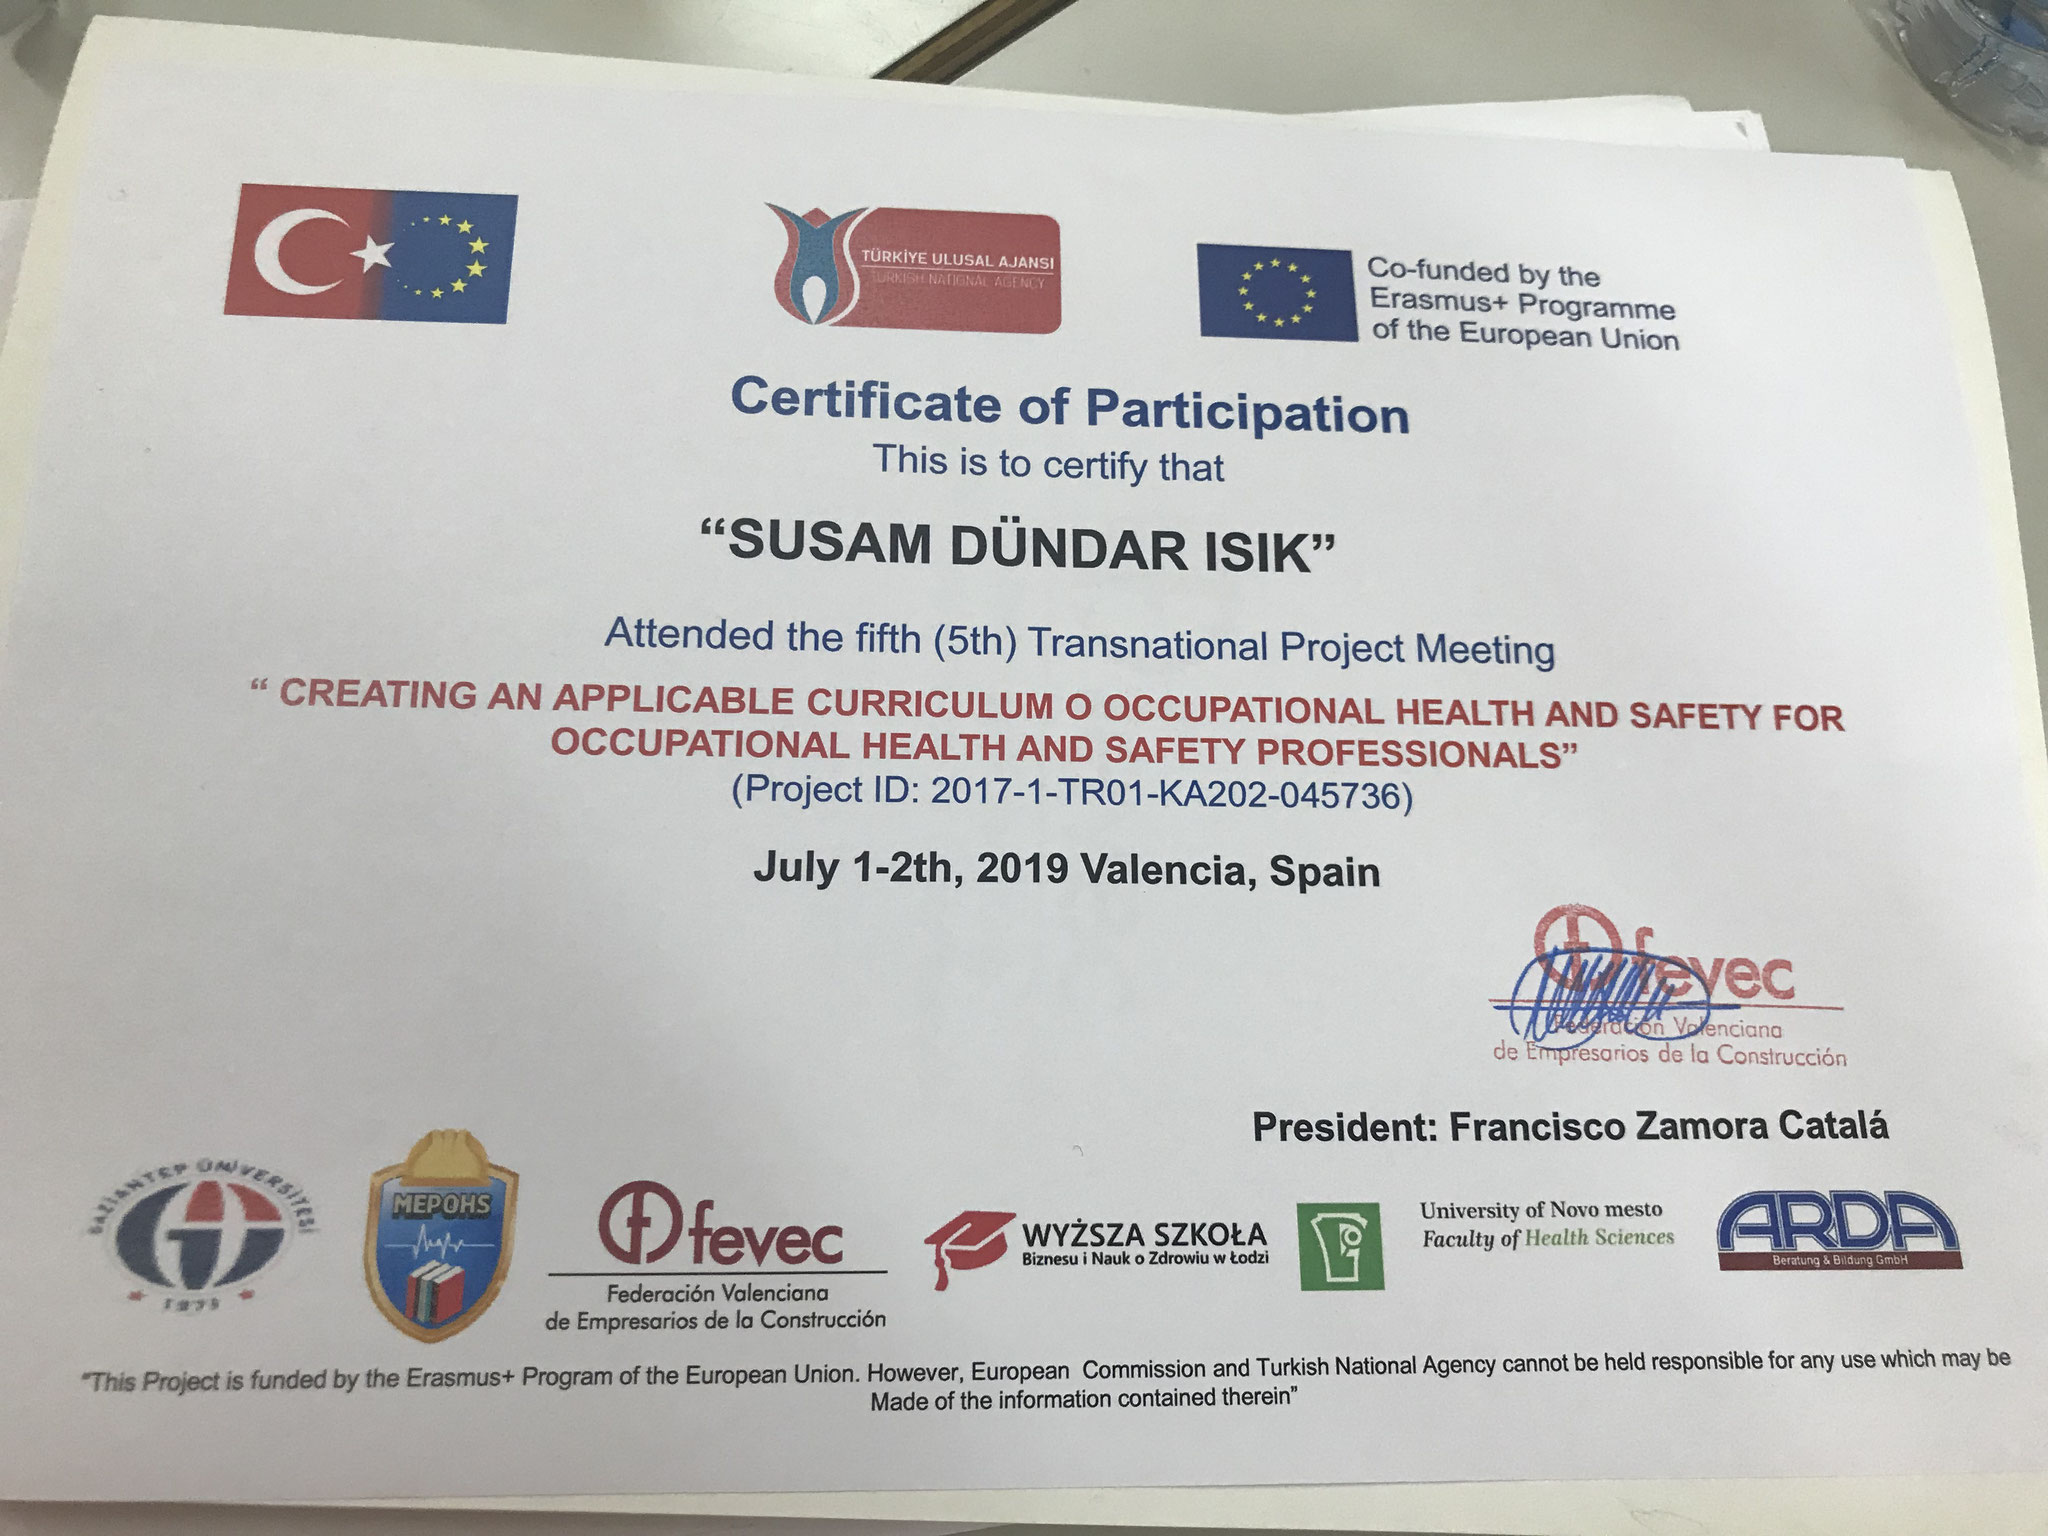 TÜRKİYE ULUSAL AJANSI
TURKISH NATIONAL AGENCY
Co-funded by the
Erasmus+ Programme
of the European Union
Certificate of Participation
This is to certify that
“SUSAM DÜNDAR ISIK”
Attended the fifth (5th) Transnational Project Meeting
“ CREATING AN APPLICABLE CURRICULUM O OCCUPATIONAL HEALTH AND SAFETY FOR
OCCUPATIONAL HEALTH AND SAFETY PROFESSIONALS”
(Project ID: 2017-1-TR01-KA202-045736)
July 1-2th, 2019 Valencia, Spain
fevec
Federación Valenciana
de Empresarios de la Construcción
President: Francisco Zamora Catalá
GAZİANTEP ÜNİVERSİTESİ
MEPOHS
fevec
Federación Valenciana
de Empresarios de la Construcción
WYŻSZA SZKOŁA
Biznesu i Nauk o Zdrowiu w Łodzi
University of Novo mesto
Faculty of Health Sciences
ARDA
Beratung & Bildung GmbH
"This Project is funded by the Erasmus+ Program of the European Union. However, European  Commission and Turkish National Agency cannot be held responsible for any use which may be
Made of the information contained therein”